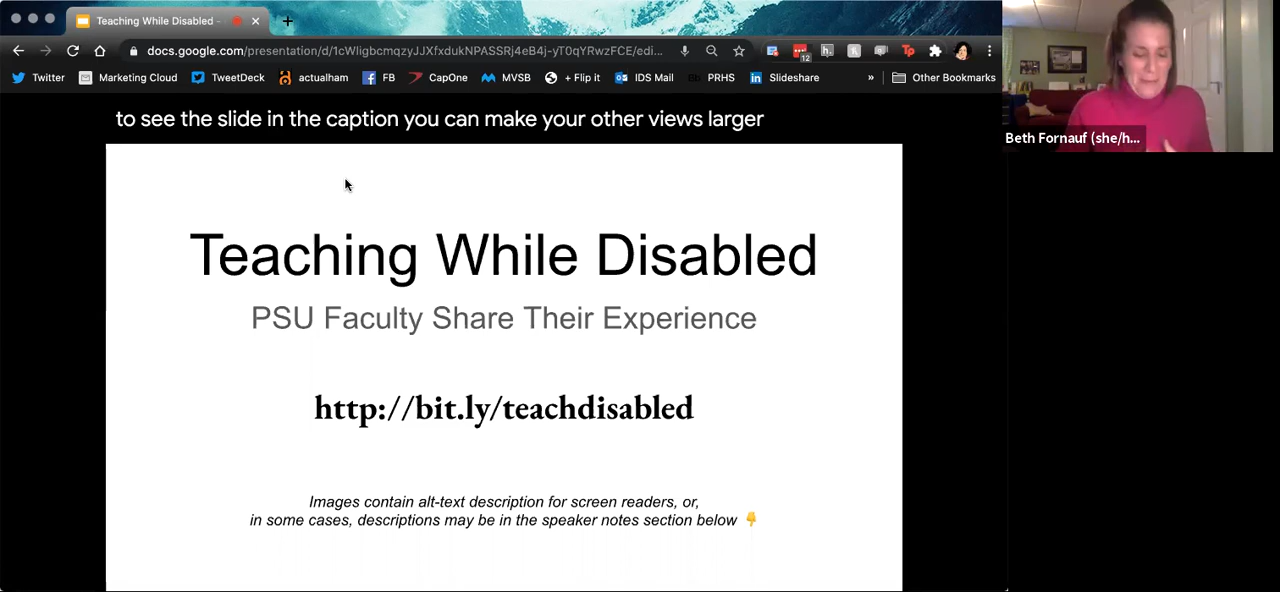 Teaching While Disabled -
docs.google.com/presentation/d/1cWligbcmqzyJJXfxdukNPASSRj4eB4j-yT0qYRwzFCE/edi...
12
Twitter Marketing Cloud TweetDeck actualham FB CapOne MVSB + Flip it IDS Mail PRHS Slideshare » Other Bookmarks
to see the slide in the caption you can make your other views larger
Beth Fornauf (she/h...
Teaching While Disabled
PSU Faculty Share Their Experience
http://bit.ly/teachdisabled
Images contain alt-text description for screen readers, or,
in some cases, descriptions may be in the speaker notes section below 👇